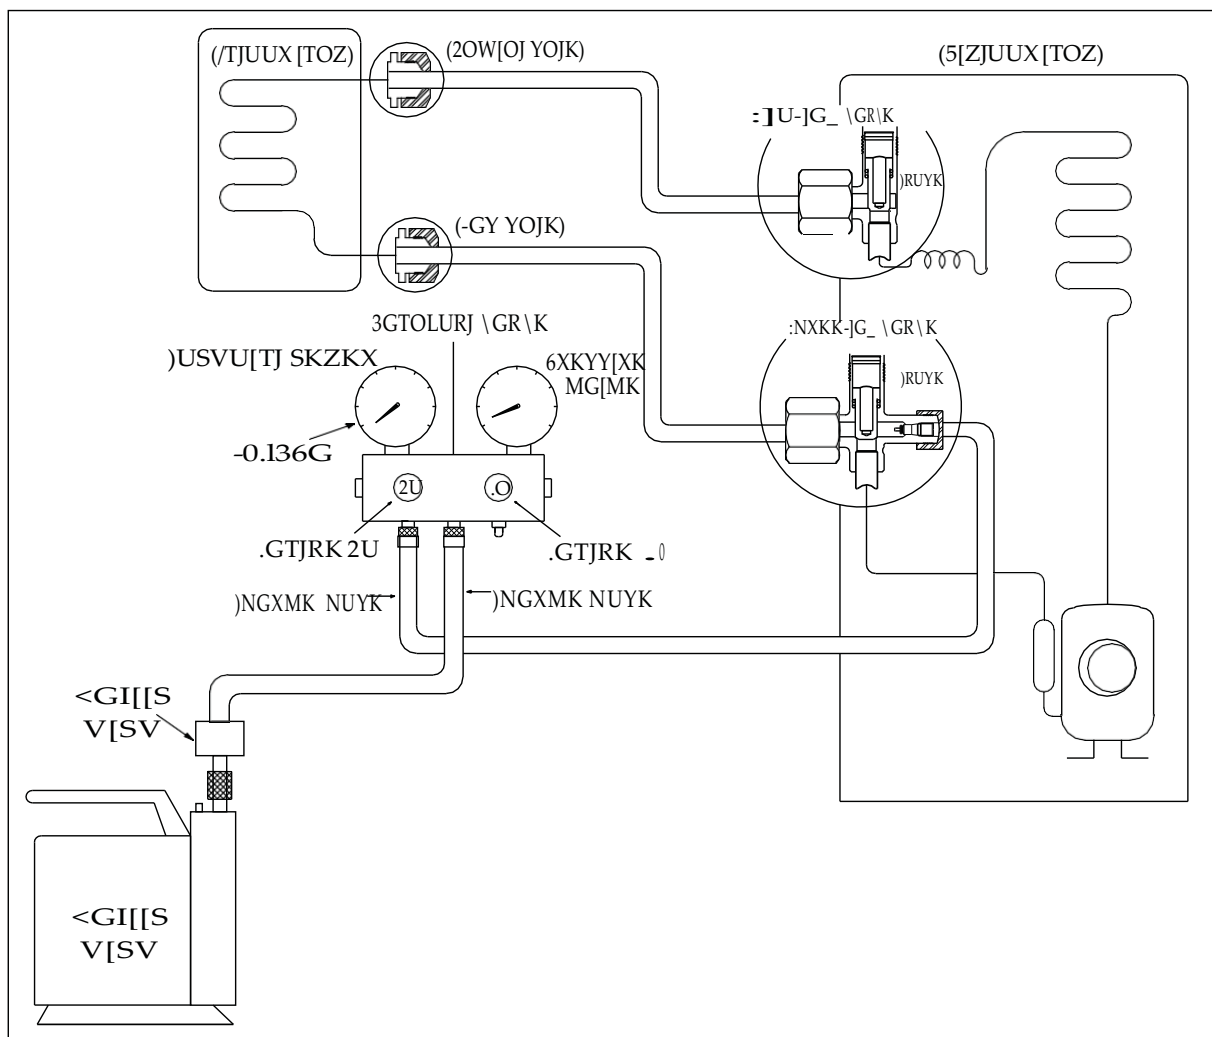 (/TJUUX [TOZ)
(2OW[OJ YOJK)
(5[ZJUUX [TOZ)
:]U-]G_ \GR\K
)RUYK
(-GY YOJK)
3GTOLURJ \GR\K
:NXKK-]G_ \GR\K
)USVU[TJ SKZKX
6XKYY[XK
MG[MK
)RUYK
-0.136G
2U
.O
.GTJRK 2U
.GTJRK .0
)NGXMK NUYK
)NGXMK NUYK
<GI[[S
V[SV
<GI[[S
V[SV